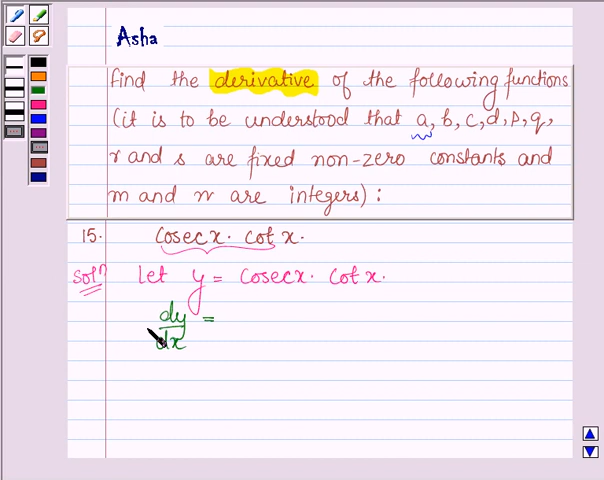 Asha
find the derivative of the following functions
(it is to be understood that a, b, c, d, p, q,
r and s are fixed non-zero constants and
m and n are integers) :
15. cosec x · cot x.
Solⁿ let y = cosec x · cot x.
dy/dx =